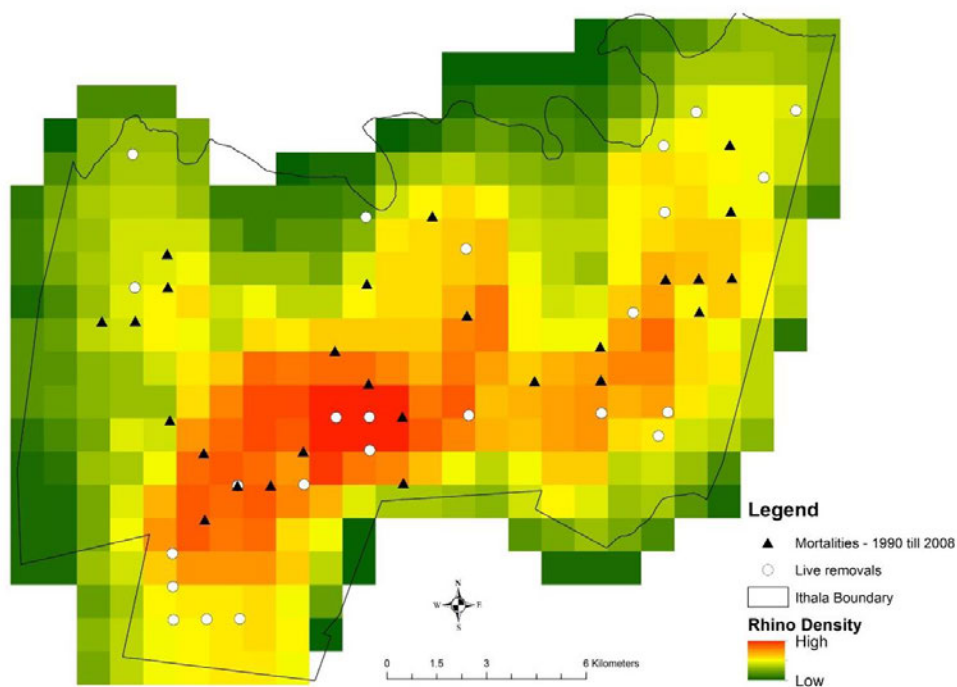 Legend
Mortalities - 1990 till 2008
Live removals
Ithala Boundary
Rhino Density
High
Low
N
W E
S
0 1.5 3 6 Kilometers